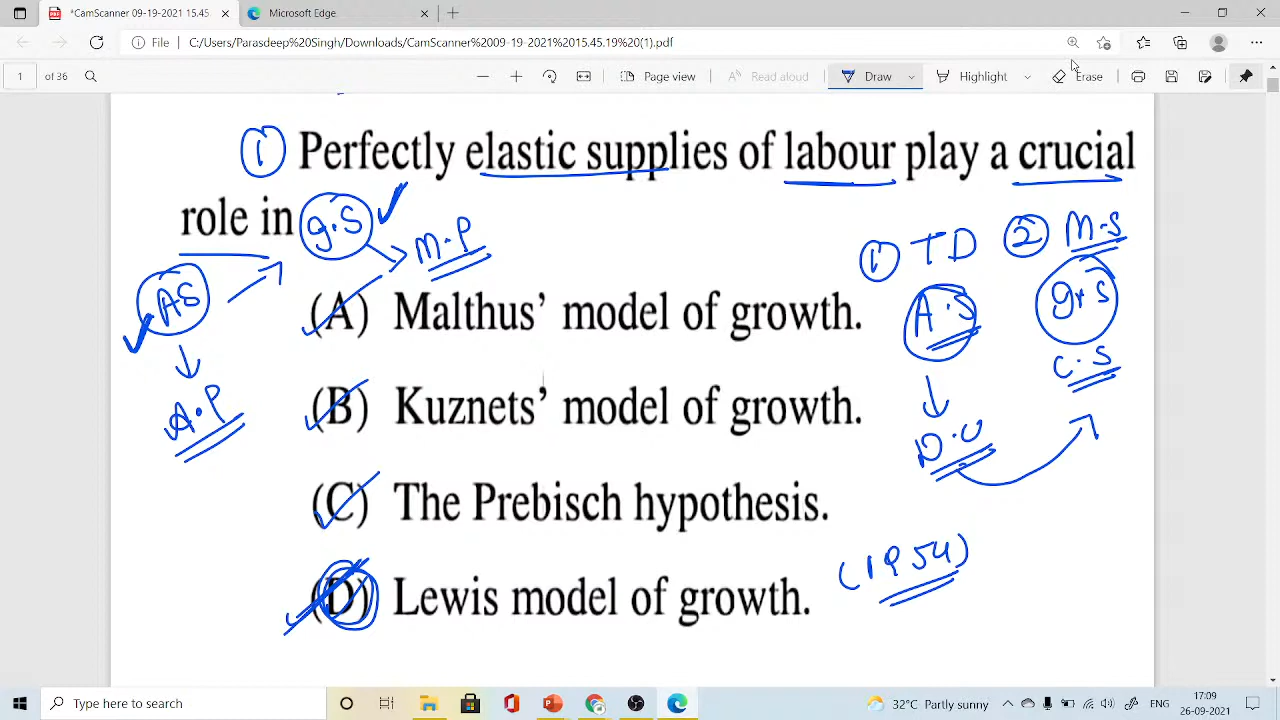 *CamScanner 09-19-2021 15.45
Microsoft Edge
File C:/Users/Parasdeep%20Singh/Downloads/CamScanner%2009-19-2021%2015.45.19%20(1).pdf
1 of 36 Page view Read aloud Draw Highlight Erase
① Perfectly elastic supplies of labour play a crucial
role in g.S
M.P
① TD ② M.S
A.S
A.S
g.S
C.S
A.P
D.U
(A) Malthus’ model of growth.
(B) Kuznets’ model of growth.
(C) The Prebisch hypothesis.
(D) Lewis model of growth. (1954)
Type here to search
32°C Partly sunny
ENG
17:09
26-09-2021